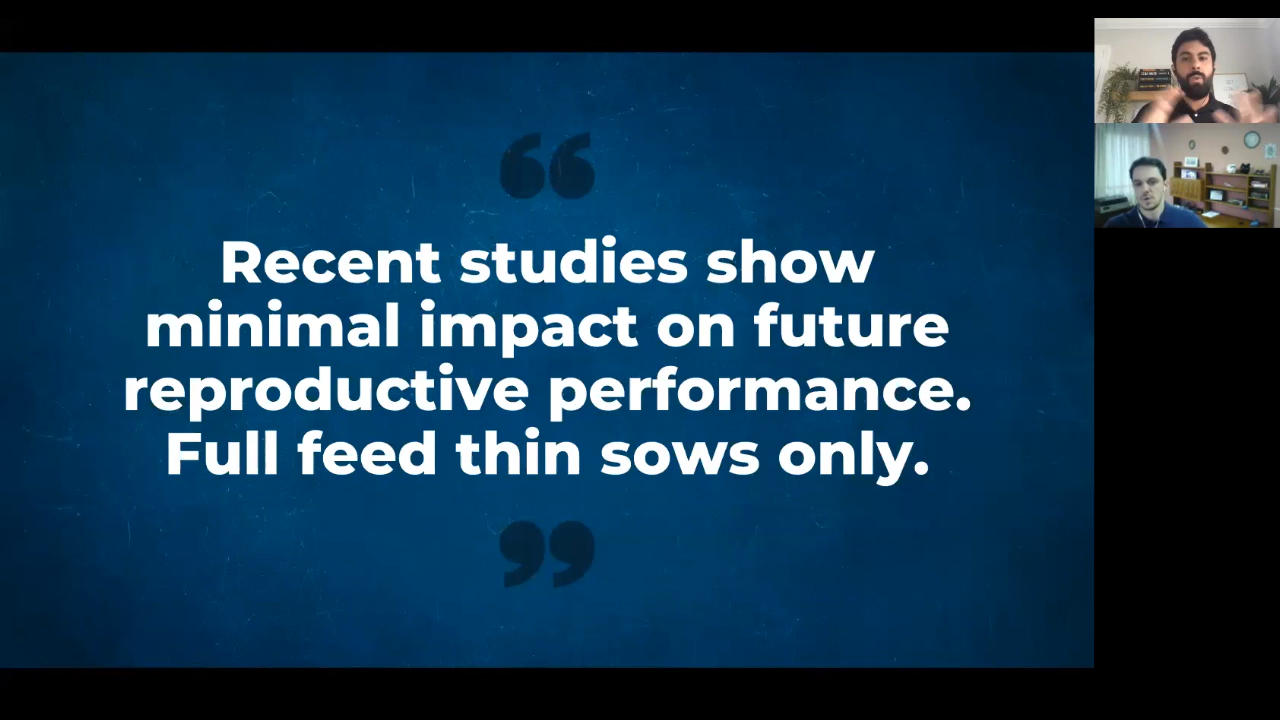 “
Recent studies show
minimal impact on future
reproductive performance.
Full feed thin sows only.
”